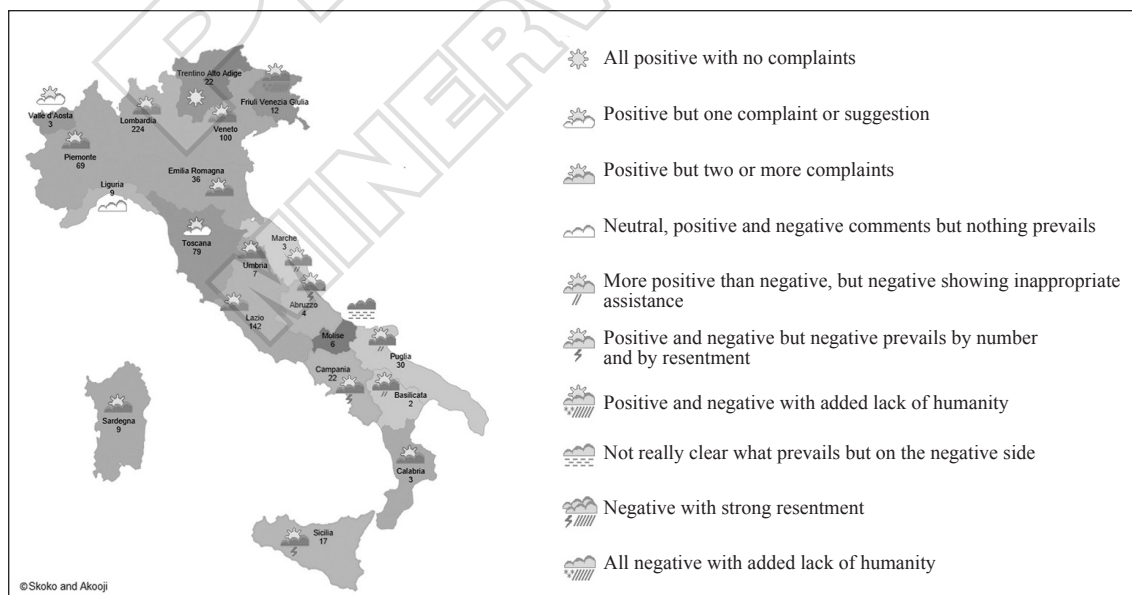 Trentino Alto Adige
22
Friuli Venezia Giulia
12
Valle d'Aosta
3
Lombardia
224
Veneto
100
Piemonte
69
Emilia Romagna
36
Liguria
9
Toscana
79
Marche
3
Umbria
7
Abruzzo
4
Lazio
142
Molise
6
Puglia
30
Campania
22
Basilicata
2
Sardegna
9
Calabria
3
Sicilia
17
©Skoko and Akooji
All positive with no complaints
Positive but one complaint or suggestion
Positive but two or more complaints
Neutral, positive and negative comments but nothing prevails
More positive than negative, but negative showing inappropriate
assistance
Positive and negative but negative prevails by number
and by resentment
Positive and negative with added lack of humanity
Not really clear what prevails but on the negative side
Negative with strong resentment
All negative with added lack of humanity
MINERV